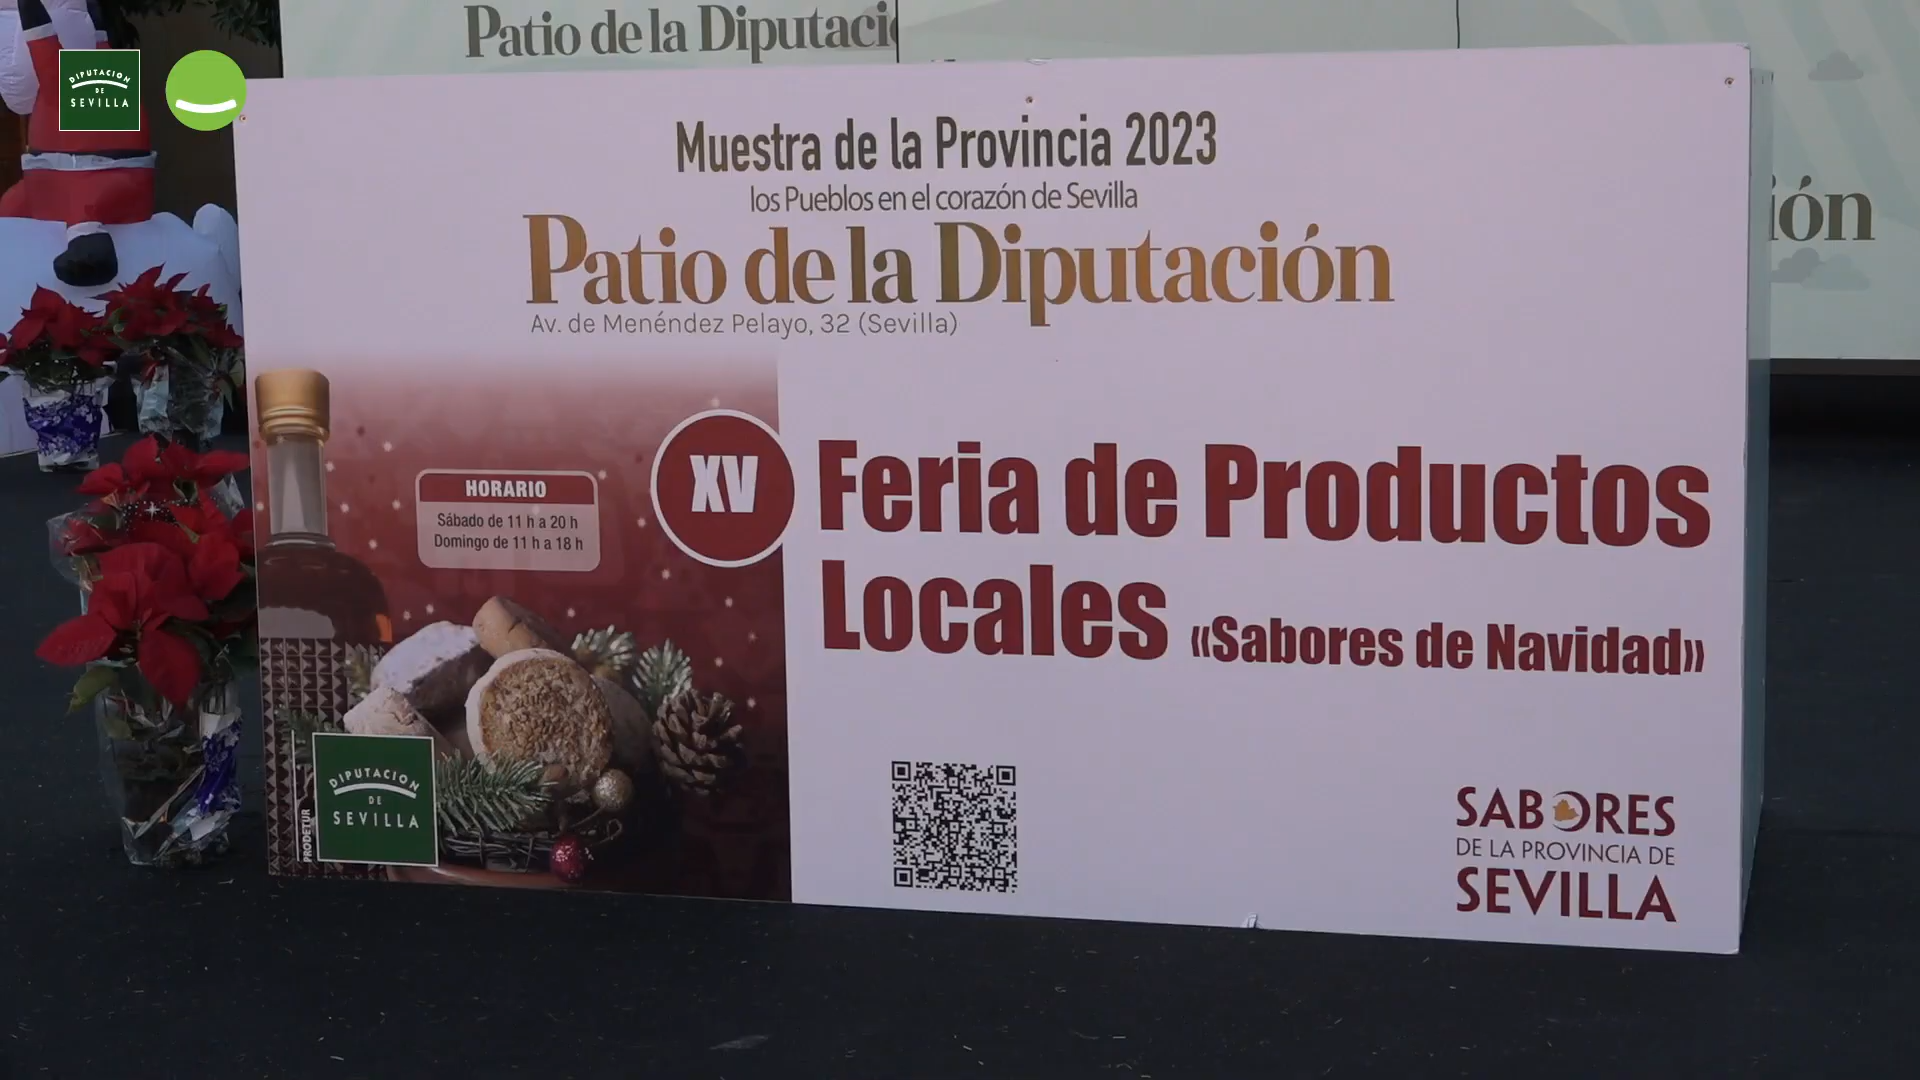 Patio de la Diputació
DIPUTACION
DE
SEVILLA
Muestra de la Provincia 2023
los Pueblos en el corazón de Sevilla
Patio de la Diputación
Av. de Menéndez Pelayo, 32 (Sevilla)
ión
HORARIO
Sábado de 11 h a 20 h
Domingo de 11 h a 18 h
XV
Feria de Productos
Locales «Sabores de Navidad»
PRODETUR
DIPUTACION
DE
SEVILLA
SABORES
DE LA PROVINCIA DE
SEVILLA